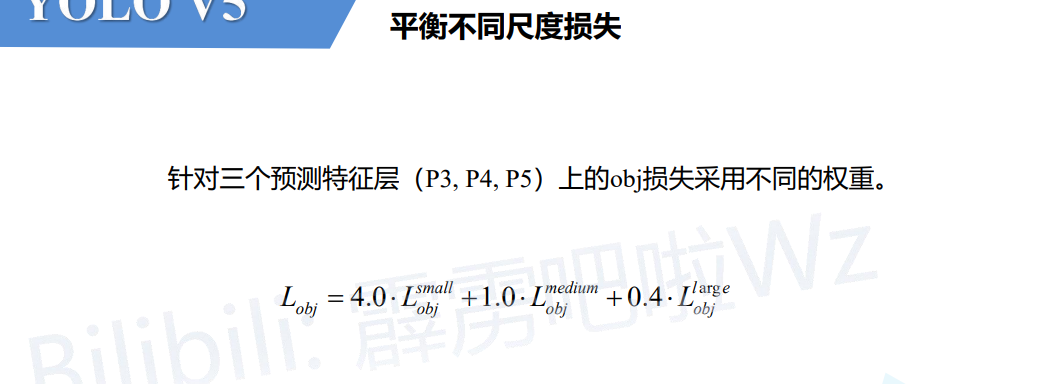 YOLO V5
平衡不同尺度损失
针对三个预测特征层（P3, P4, P5）上的obj损失采用不同的权重。
L_{obj} = 4.0 · L_{obj}^{small} + 1.0 · L_{obj}^{medium} + 0.4 · L_{obj}^{large}
Bilibili: 霹雳吧啦Wz